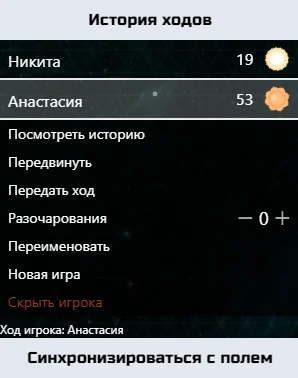 История ходов
Никита 19
Анастасия 53
Посмотреть историю
Передвинуть
Передать ход
Разочарования — 0 +
Переименовать
Новая игра
Скрыть игрока
Ход игрока: Анастасия
Синхронизироваться с полем